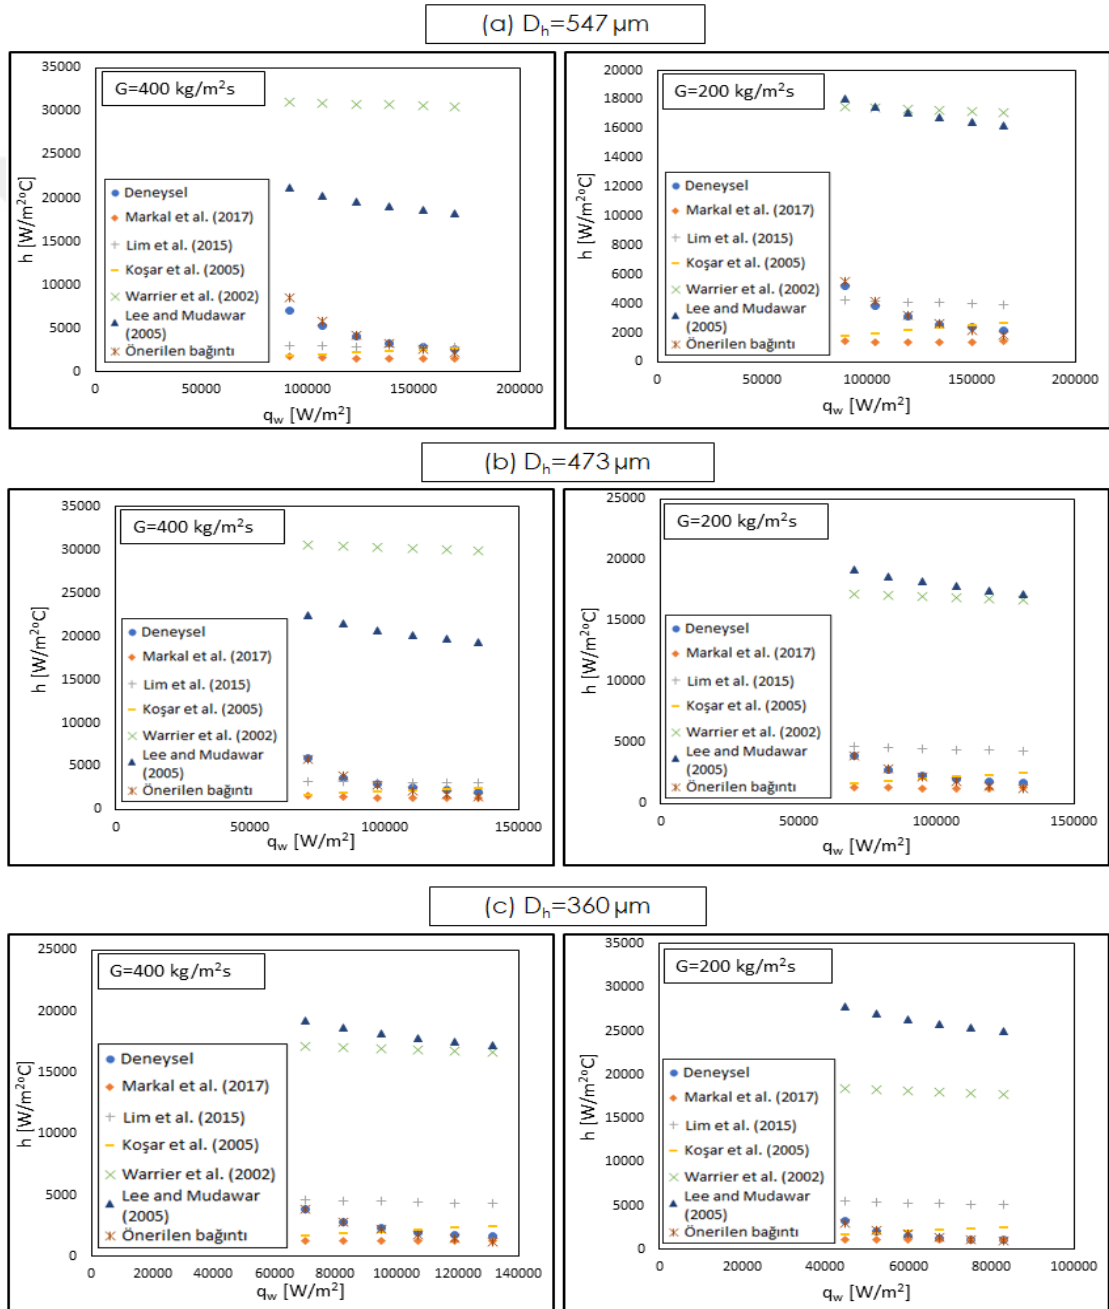 (a) Dₕ=547 µm
G=400 kg/m²s
h [W/m²°C]
35000
30000
25000
20000
15000
10000
5000
0
Deneysel
Markal et al. (2017)
Lim et al. (2015)
Koşar et al. (2005)
Warrier et al. (2002)
Lee and Mudawar
(2005)
Önerilen bağıntı
0 50000 100000 150000 200000
q_w [W/m²]
G=200 kg/m²s
h [W/m²°C]
20000
18000
16000
14000
12000
10000
8000
6000
4000
2000
0
Deneysel
Markal et al. (2017)
Lim et al. (2015)
Koşar et al. (2005)
Warrier et al. (2002)
Lee and Mudawar
(2005)
Önerilen bağıntı
0 50000 100000 150000 200000
q_w [W/m²]
(b) Dₕ=473 µm
G=400 kg/m²s
h [W/m²°C]
35000
30000
25000
20000
15000
10000
5000
0
Deneysel
Markal et al. (2017)
Lim et al. (2015)
Koşar et al. (2005)
Warrier et al. (2002)
Lee and Mudawar
(2005)
Önerilen bağıntı
0 50000 100000 150000
q_w [W/m²]
G=200 kg/m²s
h [W/m²°C]
25000
20000
15000
10000
5000
0
Deneysel
Markal et al. (2017)
Lim et al. (2015)
Koşar et al. (2005)
Warrier et al. (2002)
Lee and Mudawar
(2005)
Önerilen bağıntı
0 50000 100000 150000
q_w [W/m²]
(c) Dₕ=360 µm
G=400 kg/m²s
h [W/m²°C]
25000
20000
15000
10000
5000
0
Deneysel
Markal et al. (2017)
Lim et al. (2015)
Koşar et al. (2005)
Warrier et al. (2002)
Lee and Mudawar
(2005)
Önerilen bağıntı
0 20000 40000 60000 80000 100000 120000 140000
q_w [W/m²]
G=200 kg/m²s
h [W/m²°C]
35000
30000
25000
20000
15000
10000
5000
0
Deneysel
Markal et al. (2017)
Lim et al. (2015)
Koşar et al. (2005)
Warrier et al. (2002)
Lee and Mudawar
(2005)
Önerilen bağıntı
0 20000 40000 60000 80000 100000
q_w [W/m²]